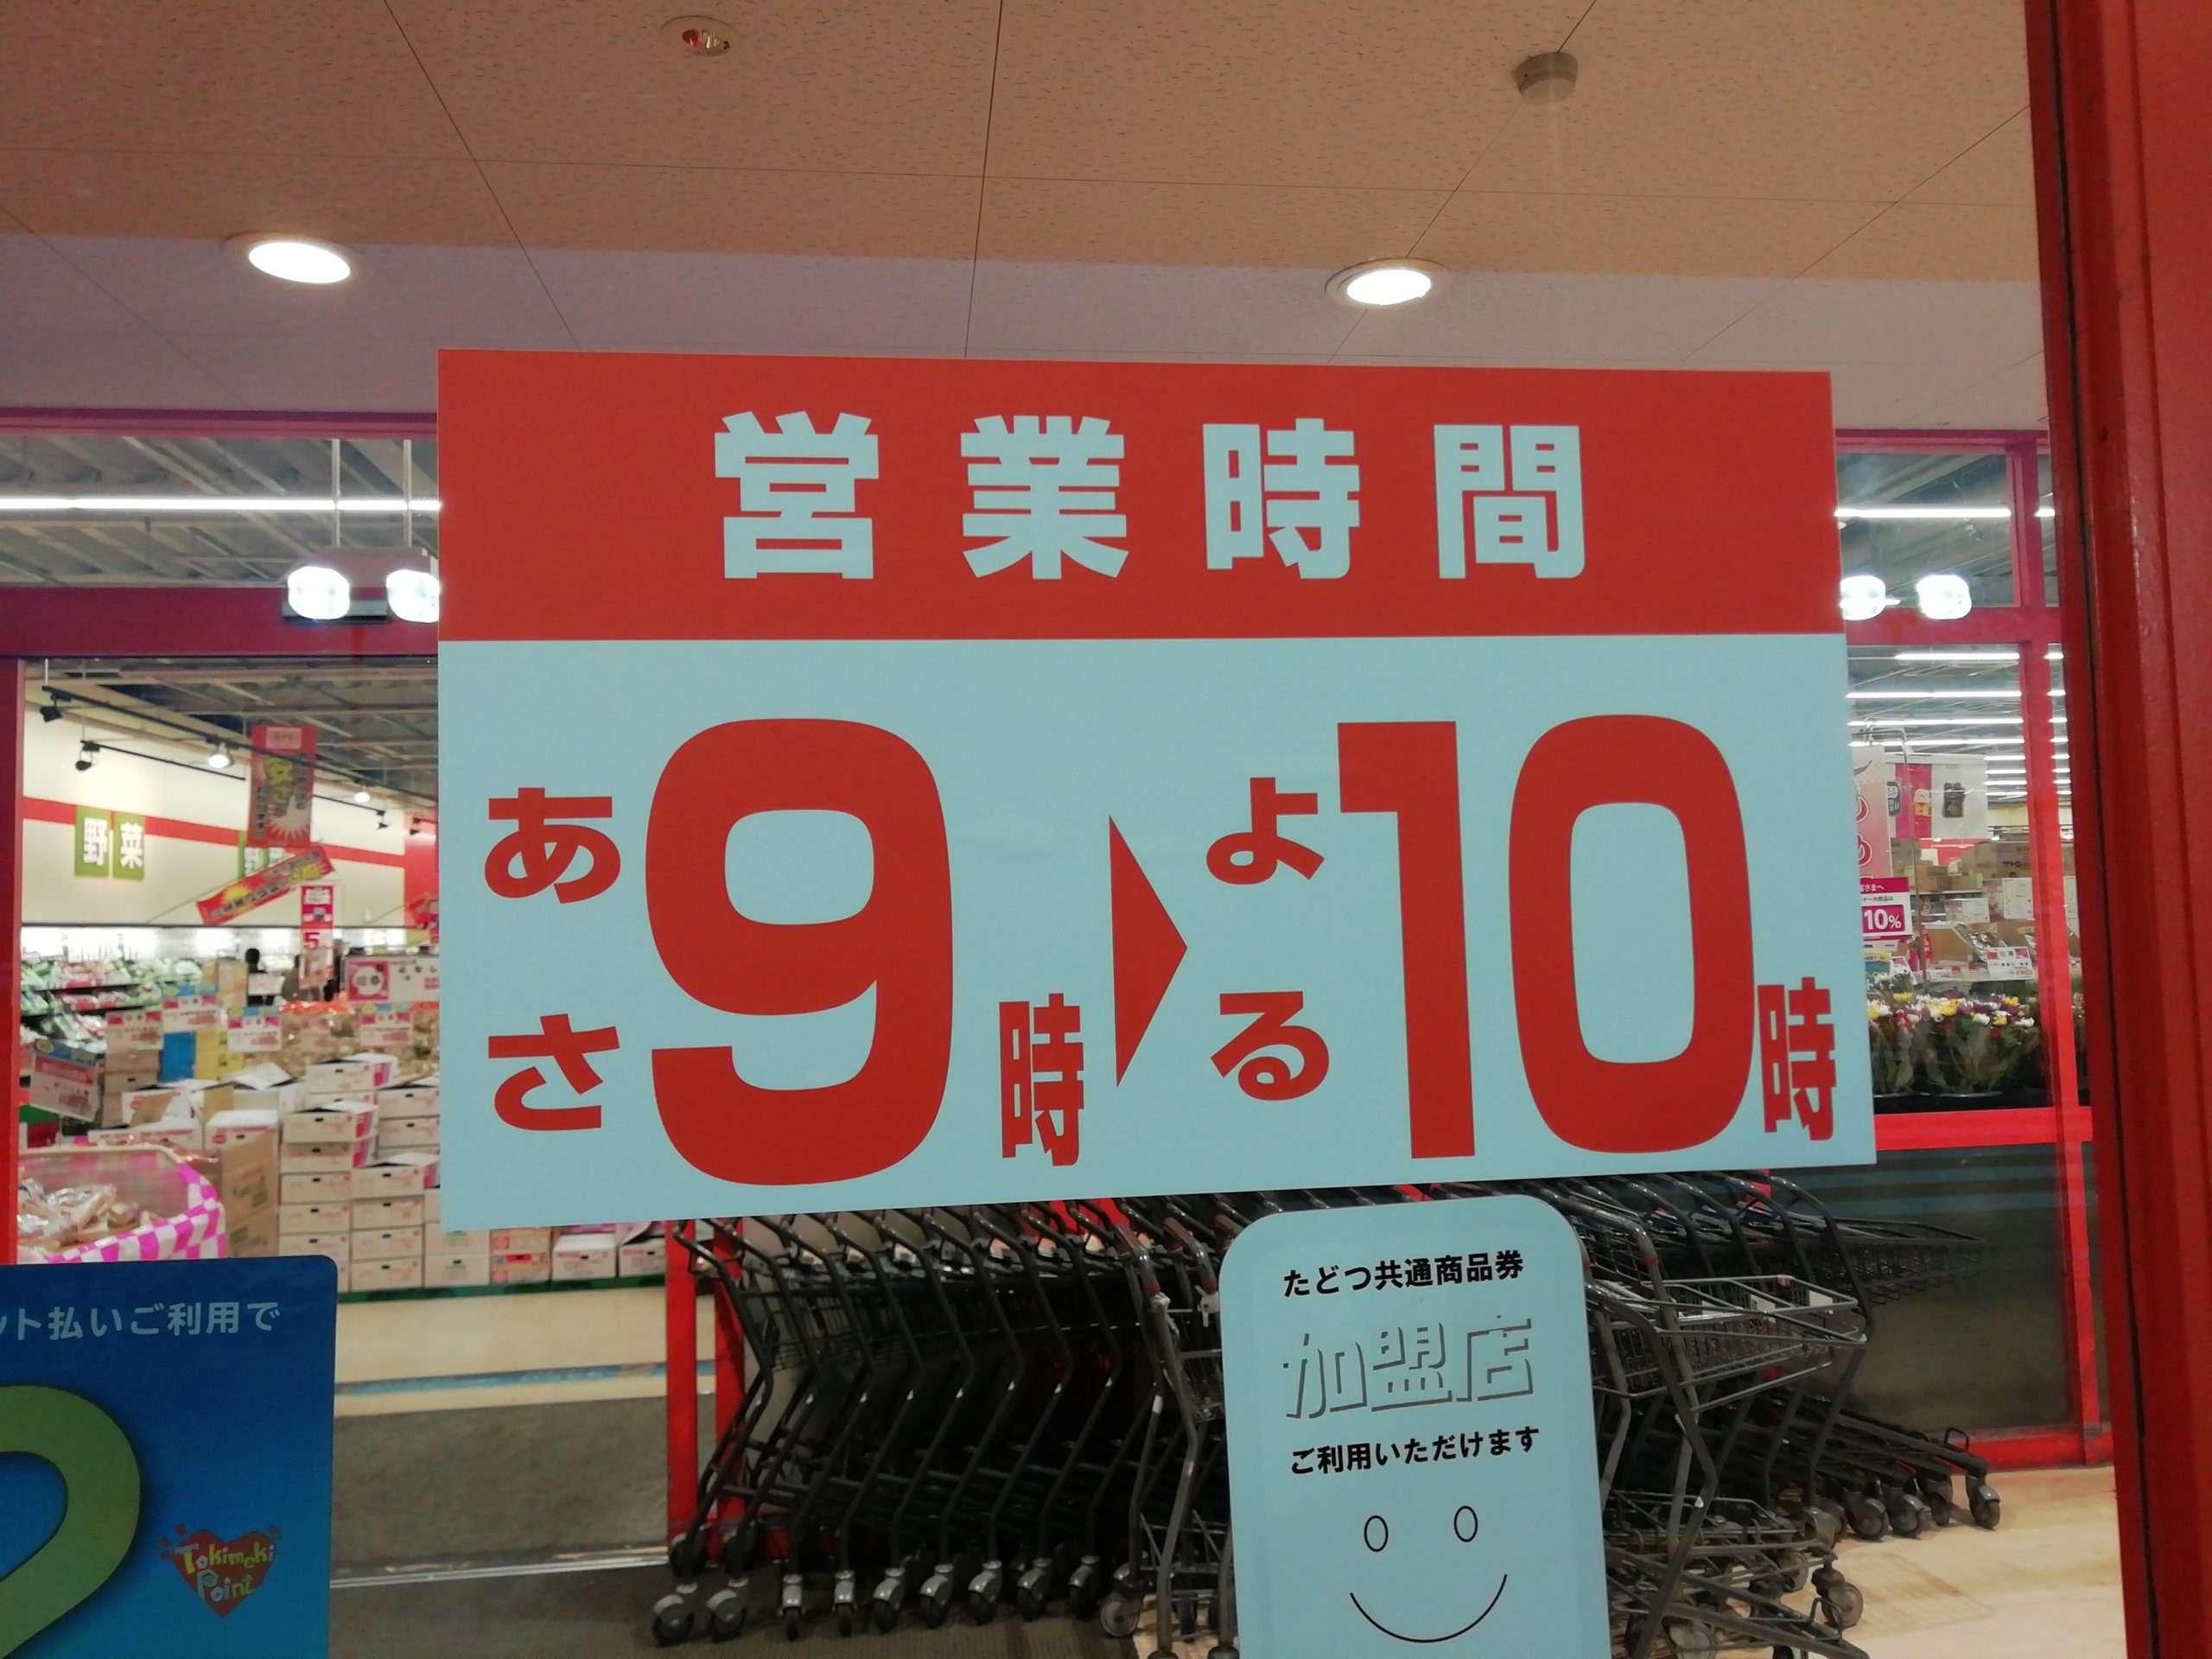 営業時間
あさ9時▶よる10時
野菜
10%
たどつ共通商品券
加盟店
ご利用いただけます
ット払いご利用で
Tokimeki
Point